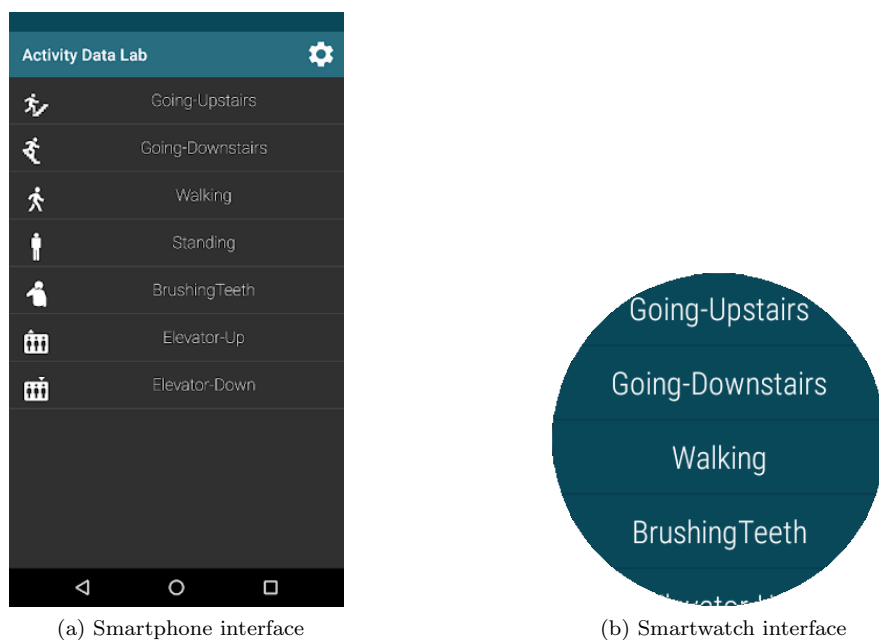 Activity Data Lab
Going-Upstairs
Going-Downstairs
Walking
Standing
BrushingTeeth
Elevator-Up
Elevator-Down
(a) Smartphone interface
Going-Upstairs
Going-Downstairs
Walking
BrushingTeeth
(b) Smartwatch interface